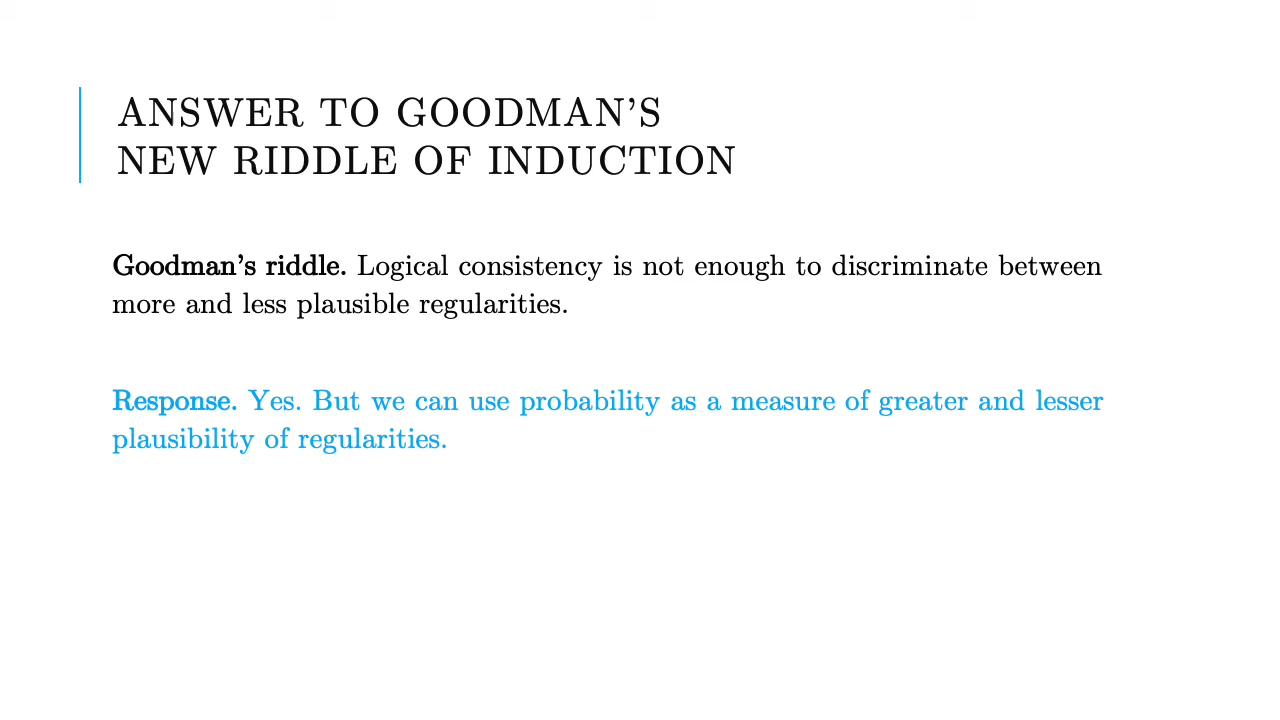 ANSWER TO GOODMAN’S
NEW RIDDLE OF INDUCTION
Goodman’s riddle. Logical consistency is not enough to discriminate between
more and less plausible regularities.
Response. Yes. But we can use probability as a measure of greater and lesser
plausibility of regularities.